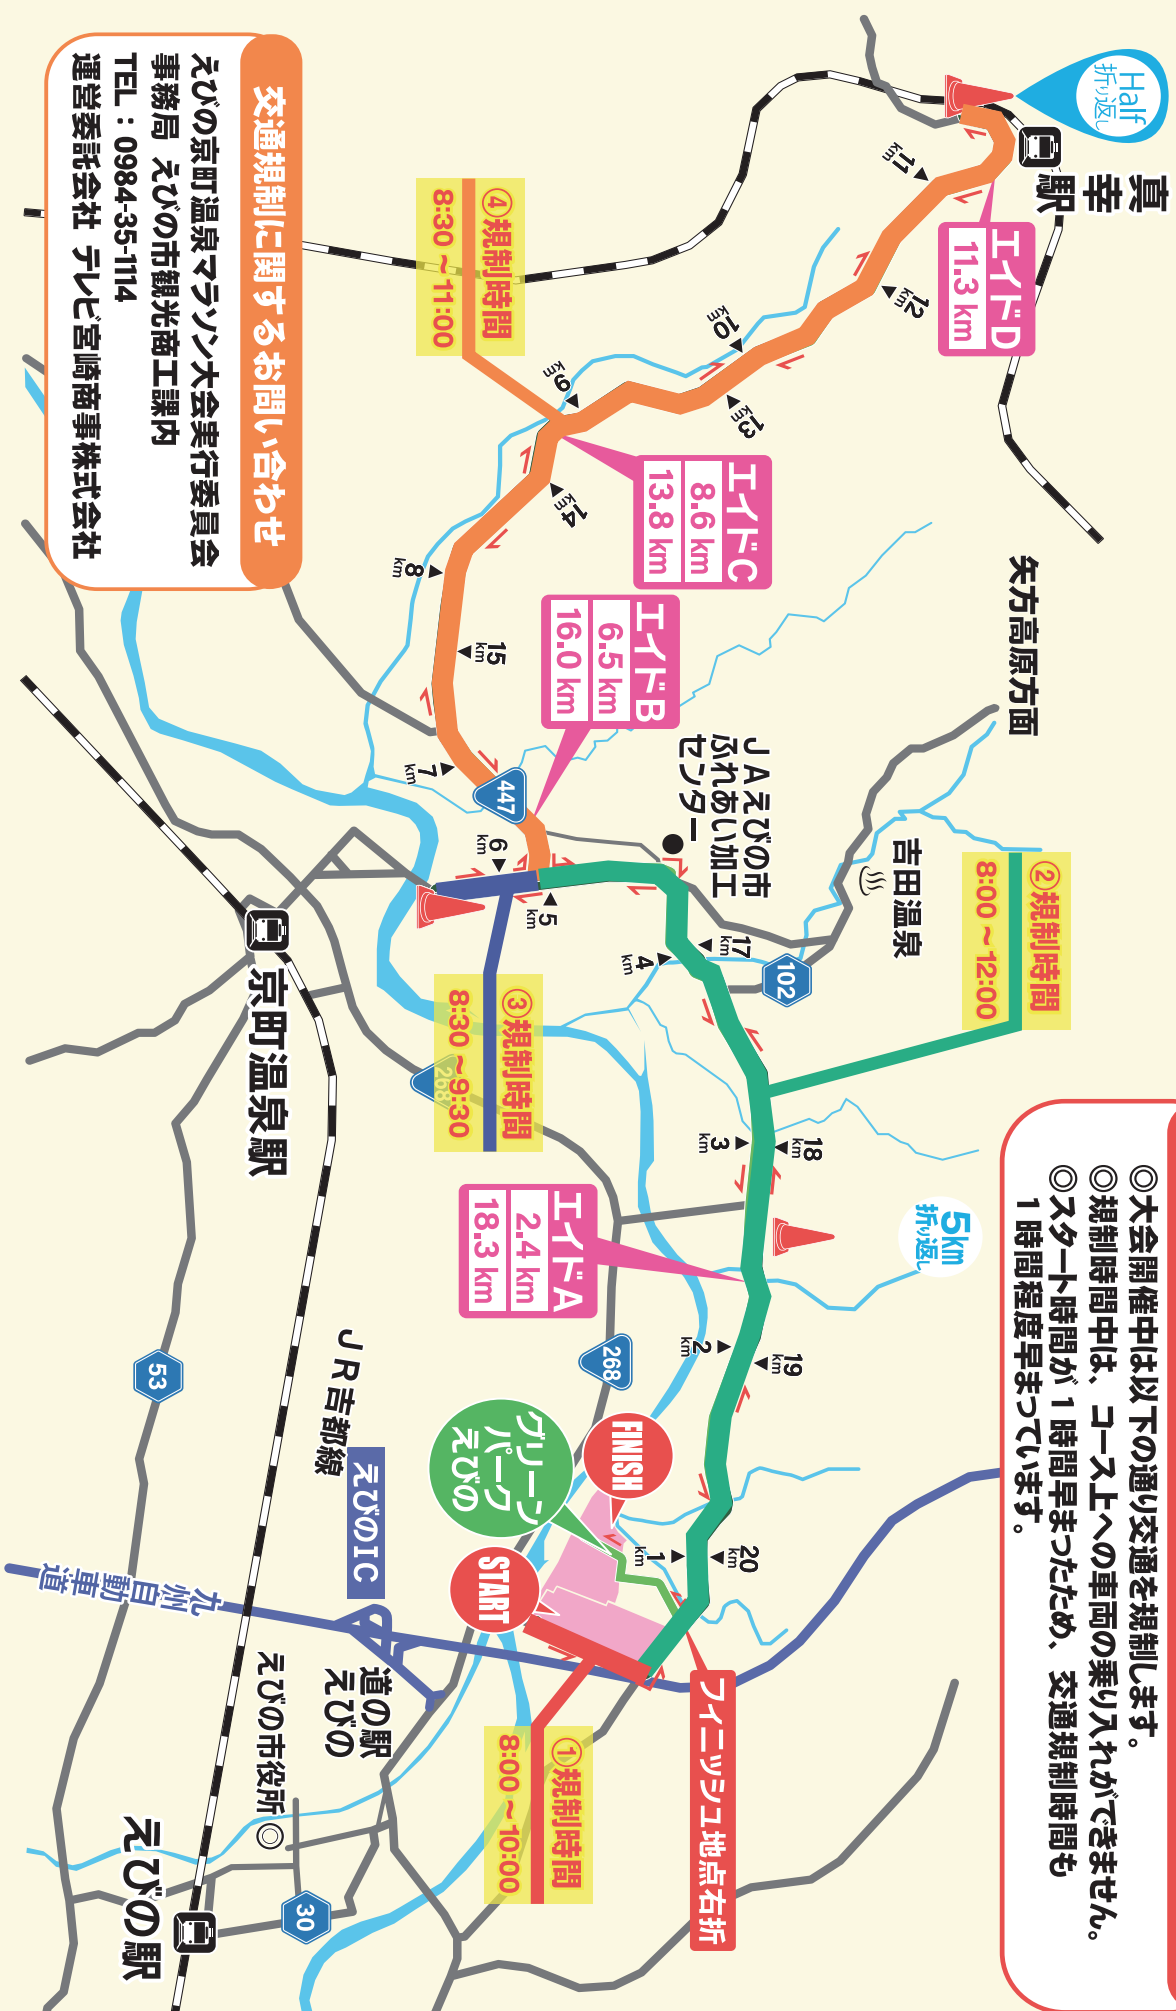 ◎大会開催中は以下の通り交通を規制します。
◎規制時間中は、コース上への車両の乗り入れができません。
◎スタート時間が1時間早まったため、交通規制時間も
1時間程度早まっています。
Half
折り返し
真幸駅
エイドD
11.3 km
11
km
12
km
10
km
13
km
9
km
14
km
8
km
15
km
7
km
④規制時間
8:30～11:00
エイドC
8.6 km
13.8 km
エイドB
6.5 km
16.0 km
矢方高原方面
吉田温泉
JAえびの市
ふれあい加工
センター
447
102
②規制時間
8:00～12:00
6
km
5
km
17
km
4
km
③規制時間
8:30～9:30
268
京町温泉駅
3
km
18
km
5km
折り返し
エイドA
2.4 km
18.3 km
2
km
19
km
268
FINISH
グリーン
パーク
えびの
START
1
km
20
km
フィニッシュ地点右折
①規制時間
8:00～10:00
JR吉都線
53
えびのIC
九州自動車道
道の駅
えびの
えびの市役所
30
えびの駅
交通規制に関するお問い合わせ
えびの京町温泉マラソン大会実行委員会
事務局 えびの市観光商工課内
TEL：0984-35-1114
運営委託会社 テレビ宮崎商事株式会社